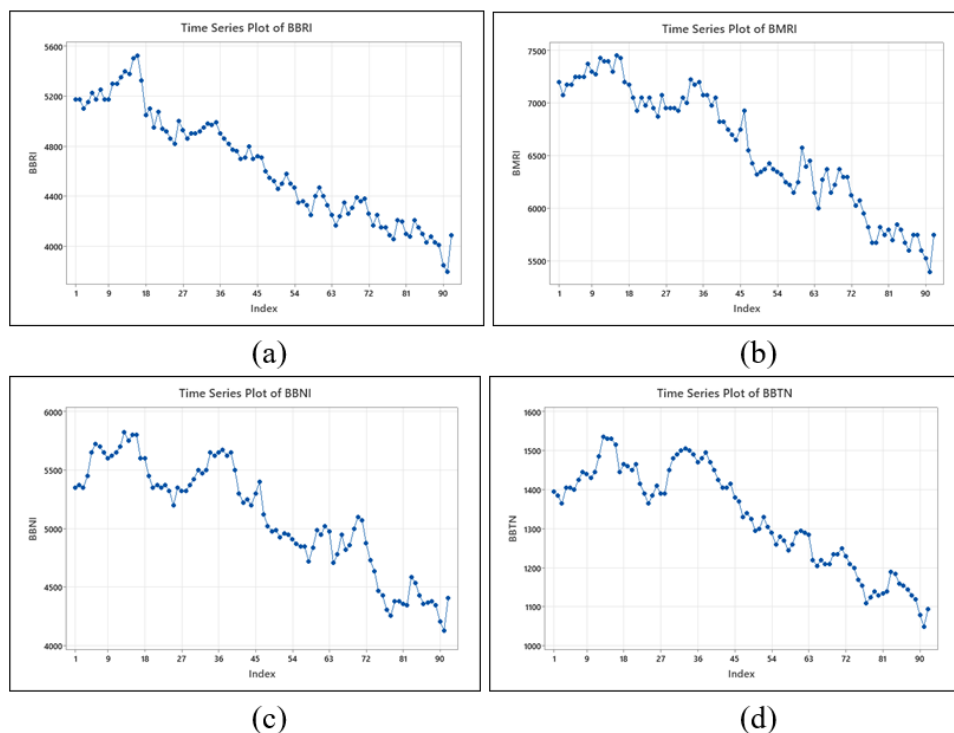 Time Series Plot of BBRI
5600
5200
4800
4400
4000
BBRI
1 9 18 27 36 45 54 63 72 81 90
Index
(a)
Time Series Plot of BMRI
7500
7000
6500
6000
5500
BMRI
1 9 18 27 36 45 54 63 72 81 90
Index
(b)
Time Series Plot of BBNI
6000
5500
5000
4500
4000
BBNI
1 9 18 27 36 45 54 63 72 81 90
Index
(c)
Time Series Plot of BBTN
1600
1500
1400
1300
1200
1100
1000
BBTN
1 9 18 27 36 45 54 63 72 81 90
Index
(d)